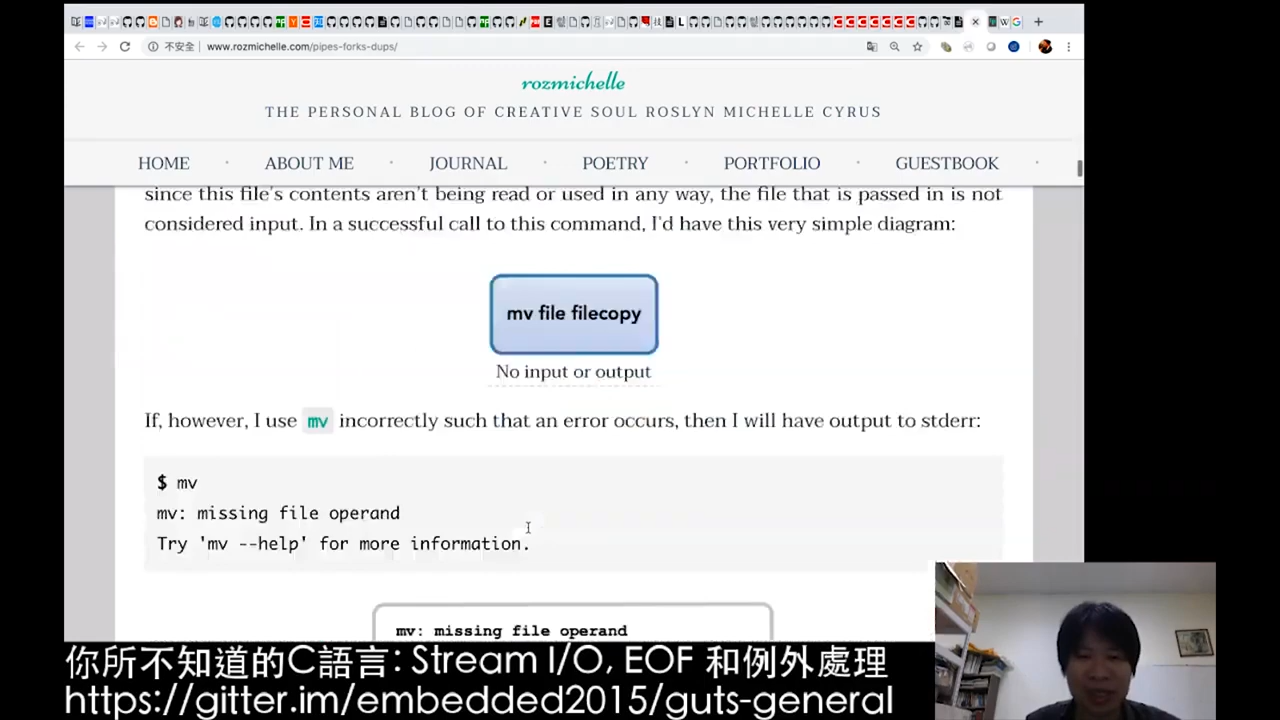 不安全
www.rozmichelle.com/pipes-forks-dups/
rozmichelle
THE PERSONAL BLOG OF CREATIVE SOUL ROSLYN MICHELLE CYRUS
HOME · ABOUT ME · JOURNAL · POETRY · PORTFOLIO · GUESTBOOK ·
since this file's contents aren't being read or used in any way, the file that is passed in is not
considered input. In a successful call to this command, I'd have this very simple diagram:
mv file filecopy
No input or output
If, however, I use mv incorrectly such that an error occurs, then I will have output to stderr:
$ mv
mv: missing file operand
Try 'mv --help' for more information.
mv: missing file operand
你所不知道的C語言: Stream I/O, EOF 和例外處理
https://gitter.im/embedded2015/guts-general